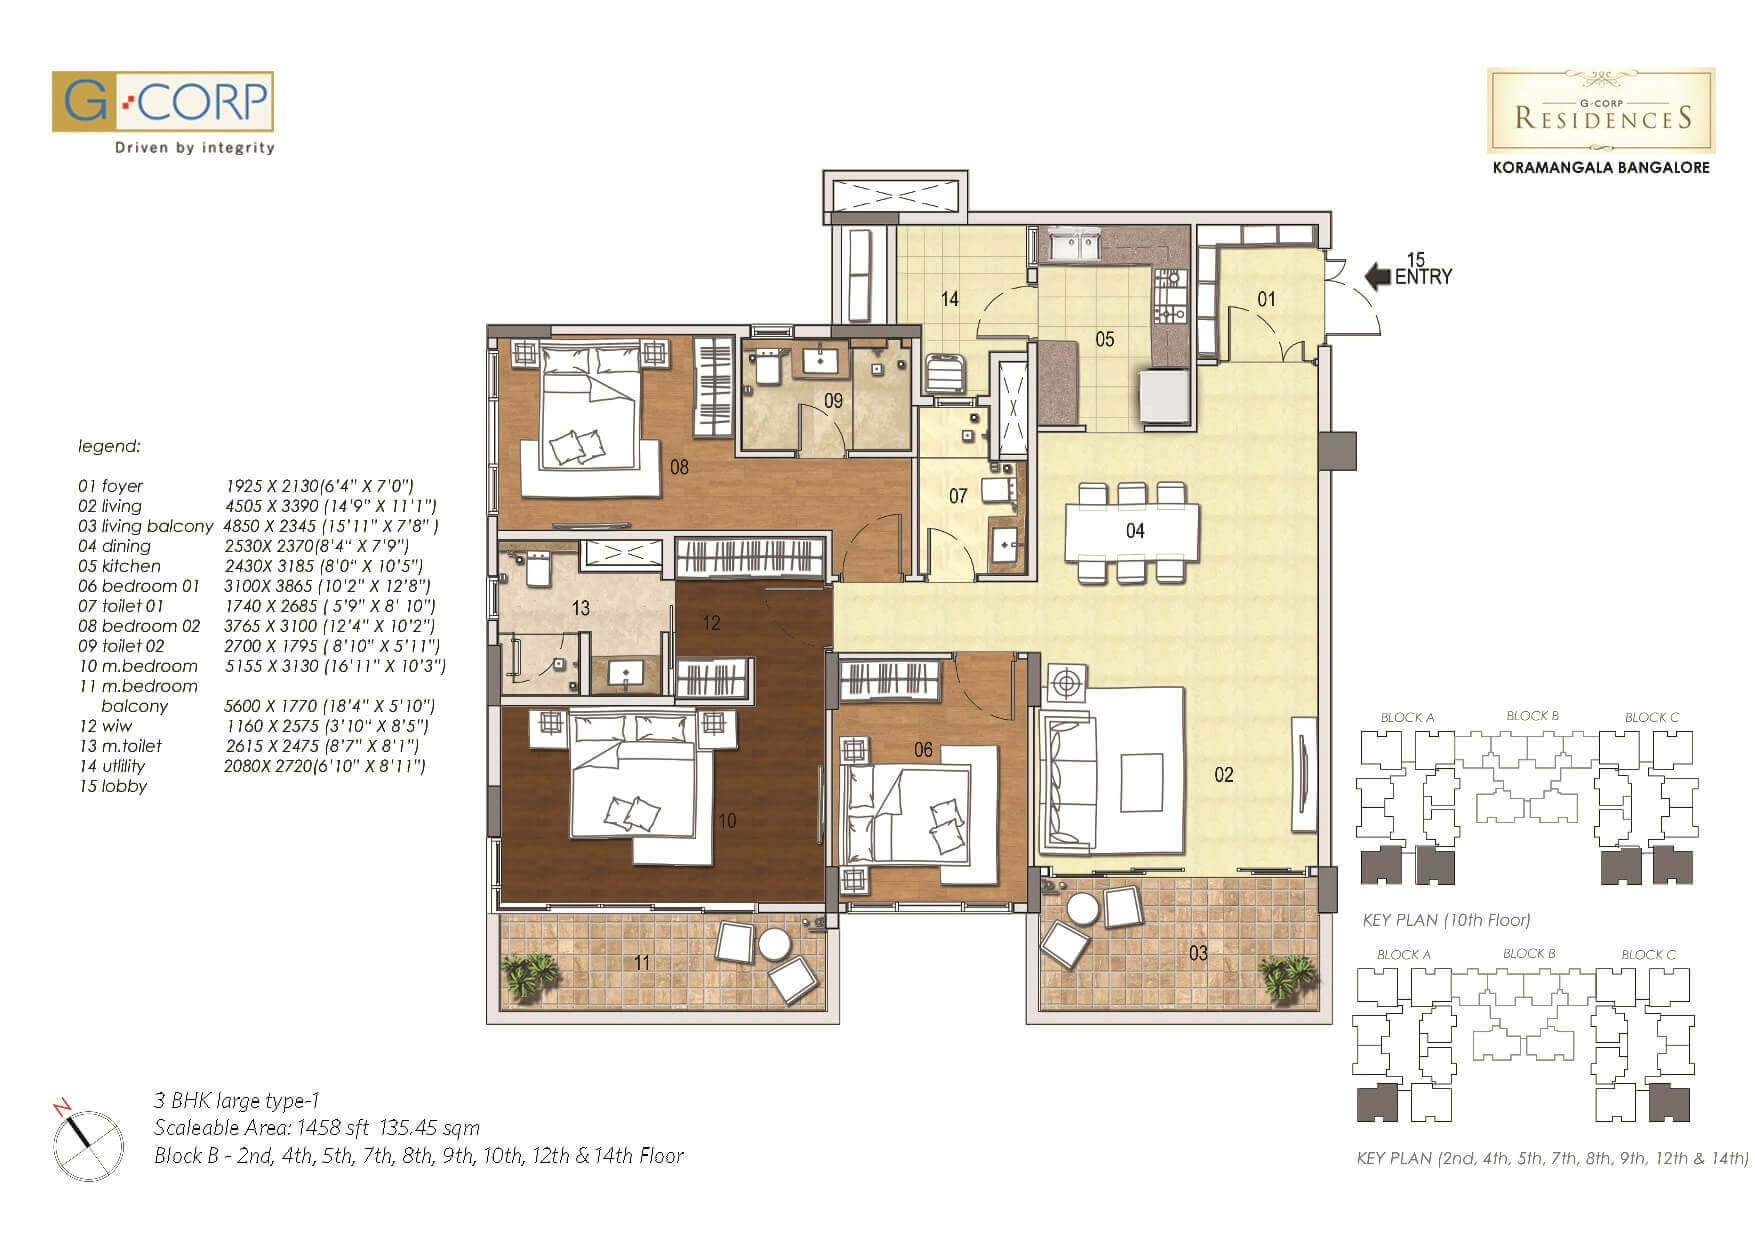 G·CORP
Driven by integrity
G·CORP
RESIDENCES
KORAMANGALA BANGALORE
15
ENTRY
14
01
05
09
08
07
04
13
12
06
02
10
11
03
legend:
01 foyer 1925 X 2130(6'4" X 7'0")
02 living 4505 X 3390 (14'9" X 11'1")
03 living balcony 4850 X 2345 (15'11" X 7'8" )
04 dining 2530X 2370(8'4" X 7'9")
05 kitchen 2430X 3185 (8'0" X 10'5")
06 bedroom 01 3100X 3865 (10'2" X 12'8")
07 toilet 01 1740 X 2685 ( 5'9" X 8' 10")
08 bedroom 02 3765 X 3100 (12'4" X 10'2")
09 toilet 02 2700 X 1795 ( 8'10" X 5'11")
10 m.bedroom 5155 X 3130 (16'11" X 10'3")
11 m.bedroom
balcony 5600 X 1770 (18'4" X 5'10")
12 wiw 1160 X 2575 (3'10" X 8'5")
13 m.toilet 2615 X 2475 (8'7" X 8'1")
14 utlility 2080X 2720(6'10" X 8'11")
15 lobby
BLOCK A BLOCK B BLOCK C
KEY PLAN (10th Floor)
BLOCK A BLOCK B BLOCK C
KEY PLAN (2nd, 4th, 5th, 7th, 8th, 9th, 12th & 14th)
N
3 BHK large type-1
Scaleable Area: 1458 sft 135.45 sqm
Block B - 2nd, 4th, 5th, 7th, 8th, 9th, 10th, 12th & 14th Floor